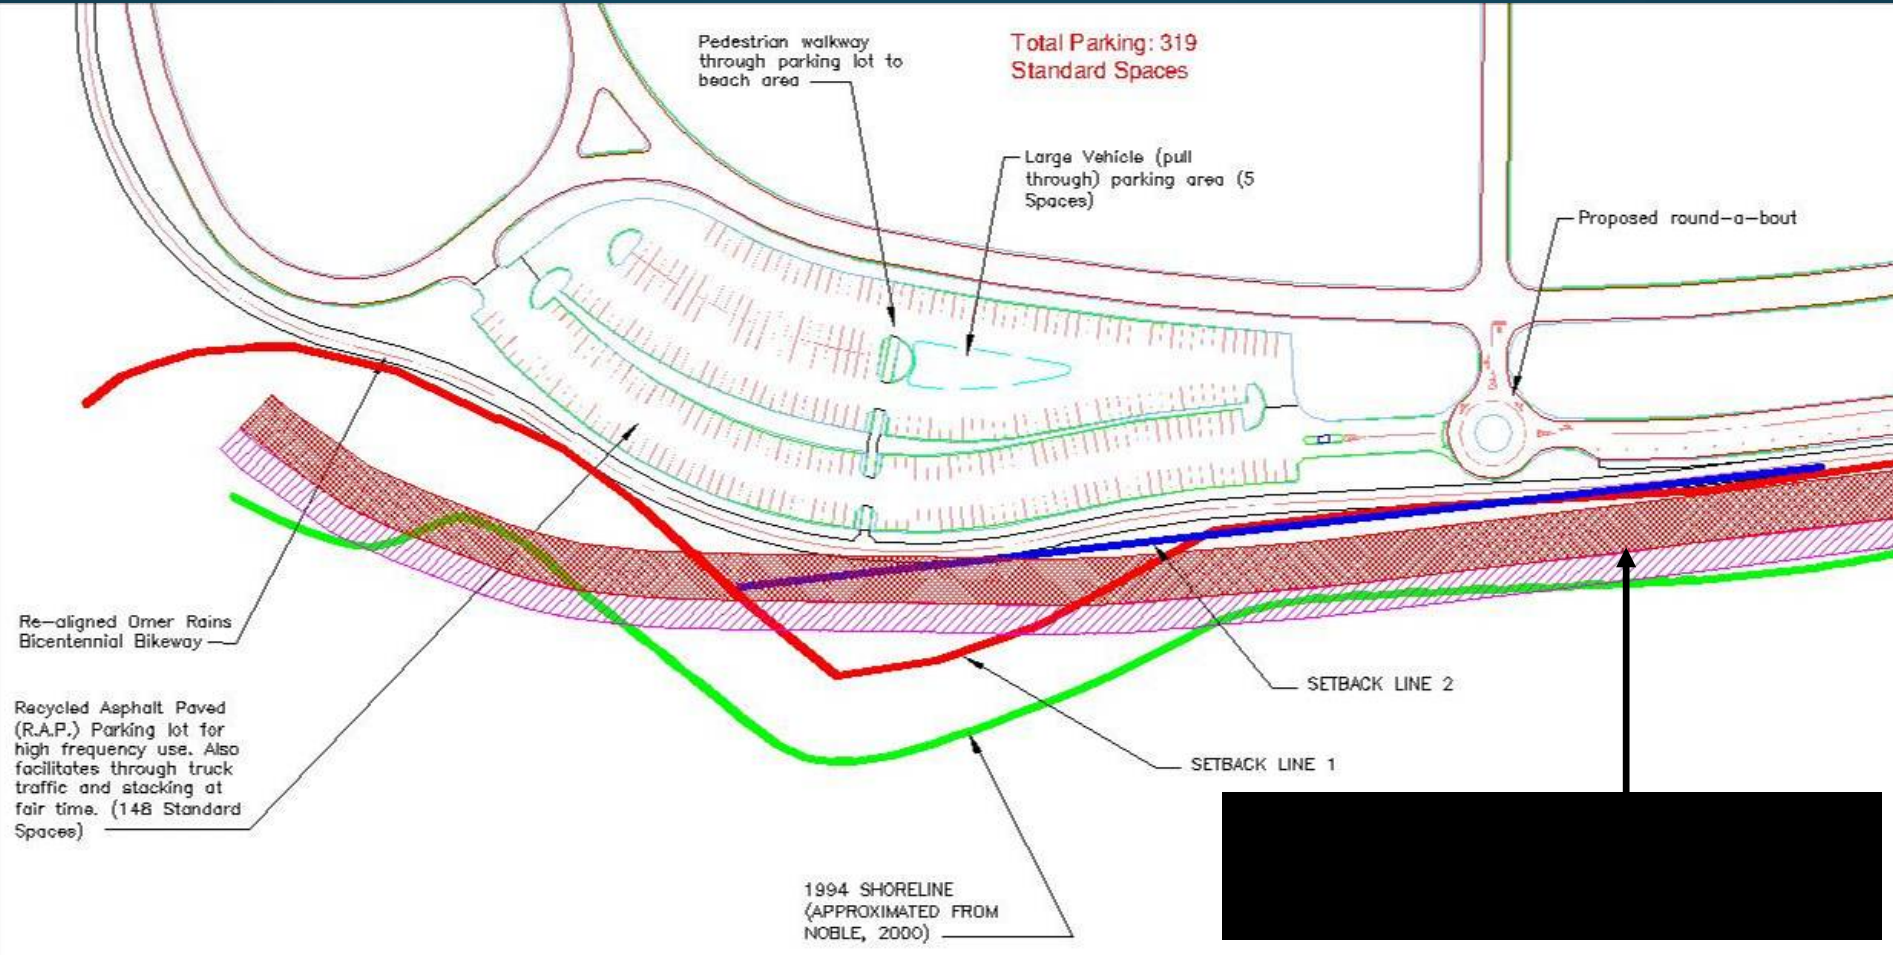 Pedestrian walkway
through parking lot to
beach area
Total Parking: 319
Standard Spaces
Large Vehicle (pull
through) parking area (5
Spaces)
Proposed round-a-bout
Re-aligned Omer Rains
Bicentennial Bikeway
SETBACK LINE 2
Recycled Asphalt Paved
(R.A.P.) Parking lot for
high frequency use. Also
facilitates through truck
traffic and stacking at
fair time. (148 Standard
Spaces)
SETBACK LINE 1
1994 SHORELINE
(APPROXIMATED FROM
NOBLE, 2000)